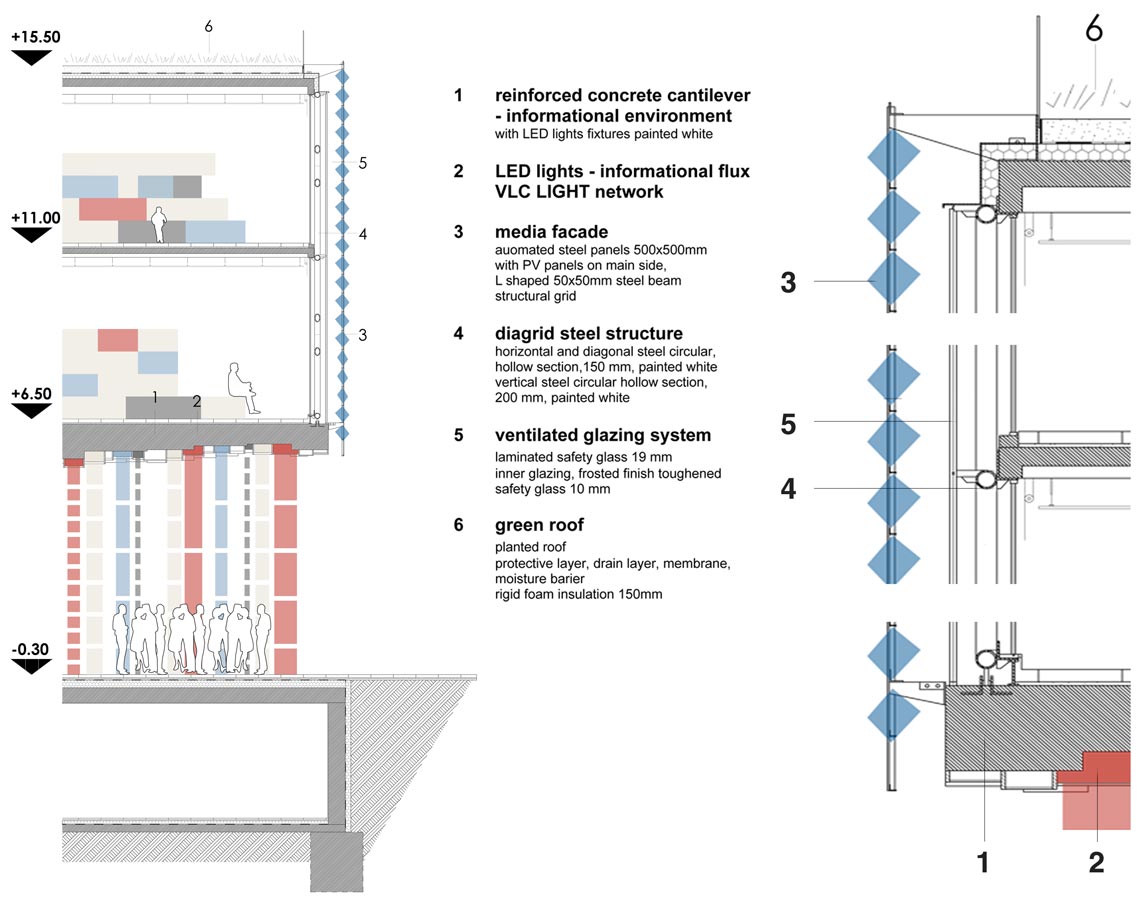 6
+15.50
5
+11.00
4
3
+6.50
1
2
-0.30
1 reinforced concrete cantilever
- informational environment
with LED lights fixtures painted white
2 LED lights - informational flux
VLC LIGHT network
3 media facade
auomated steel panels 500x500mm
with PV panels on main side,
L shaped 50x50mm steel beam
structural grid
4 diagrid steel structure
horizontal and diagonal steel circular,
hollow section,150 mm, painted white
vertical steel circular hollow section,
200 mm, painted white
5 ventilated glazing system
laminated safety glass 19 mm
inner glazing, frosted finish toughened
safety glass 10 mm
6 green roof
planted roof
protective layer, drain layer, membrane,
moisture barier
rigid foam insulation 150mm
6
3
5
4
1
2